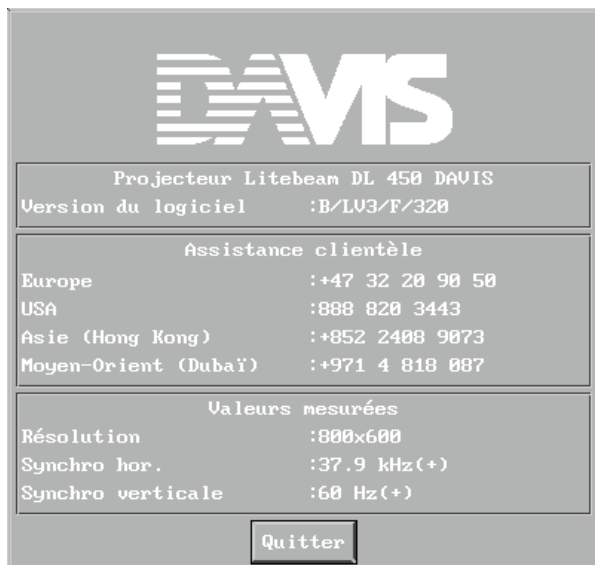 DAVIS
Projecteur Litebeam DL 450 DAVIS
Version du logiciel :B/LV3/F/320
Assistance clientèle
Europe :+47 32 20 90 50
USA :888 820 3443
Asie (Hong Kong) :+852 2408 9073
Moyen-Orient (Dubaï) :+971 4 818 087
Valeurs mesurées
Résolution :800x600
Synchro hor. :37.9 kHz(+)
Synchro verticale :60 Hz(+)
Quitter